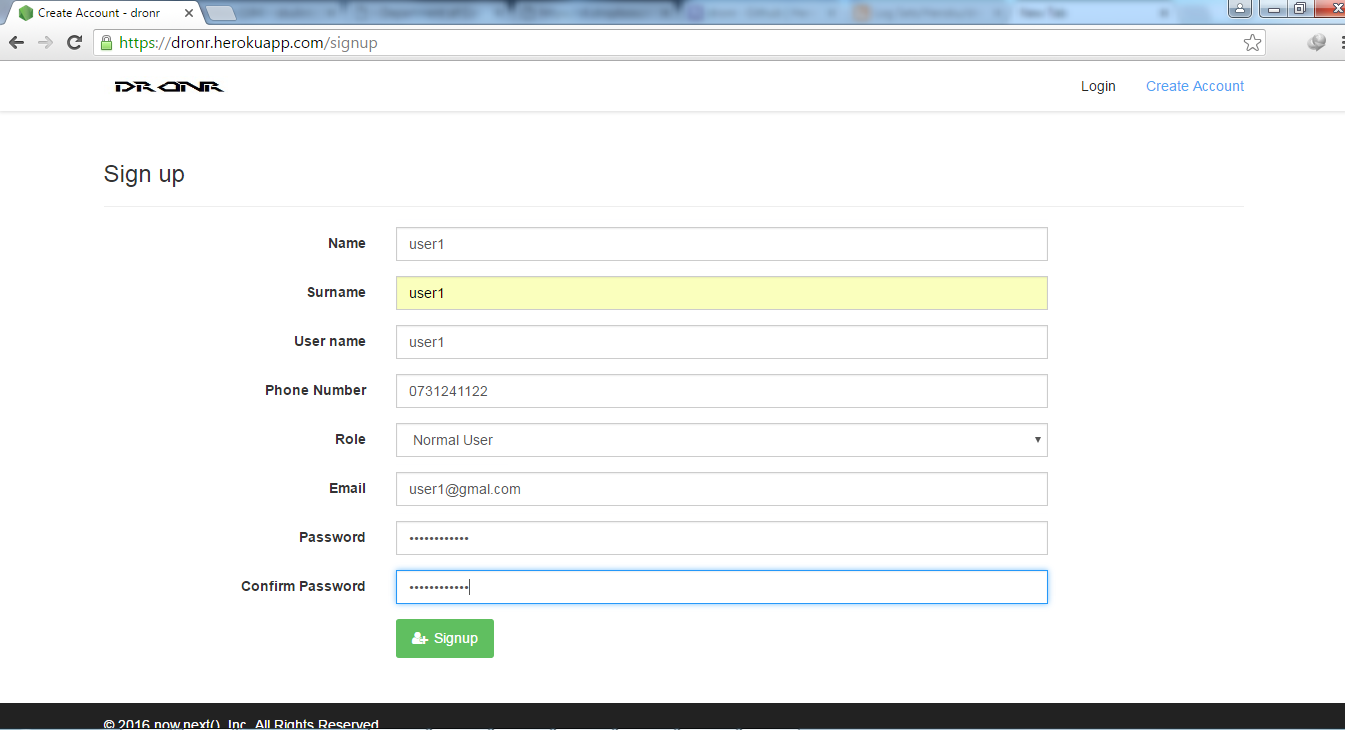 Create Account - dronr
New Tab
https://dronr.herokuapp.com/signup
DRONR
Login
Create Account
Sign up
Name
user1
Surname
user1
User name
user1
Phone Number
0731241122
Role
Normal User
Email
user1@gmal.com
Password
••••••••••••
Confirm Password
••••••••••••
Signup
© 2016 now.next(), Inc. All Rights Reserved